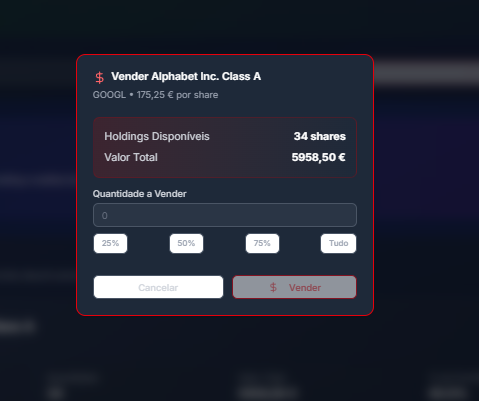 $ Vender Alphabet Inc. Class A
GOOGL • 175,25 € por share
Holdings Disponíveis 34 shares
Valor Total 5958,50 €
Quantidade a Vender
0
25% 50% 75% Tudo
Cancelar $ Vender